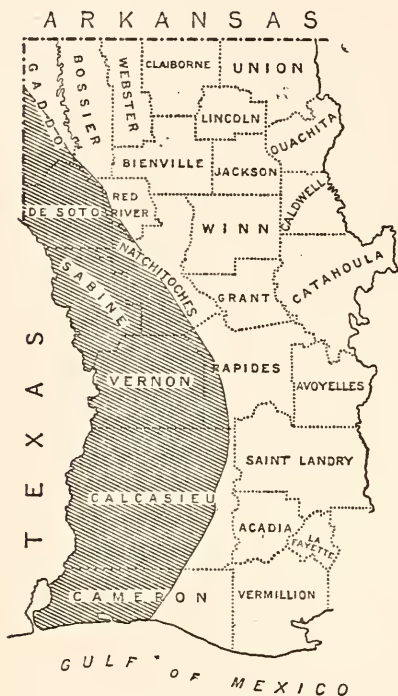 ARKANSAS
CADDO
BOSSIER
WEBSTER
CLAIBORNE
UNION
LINCOLN
OUACHITA
BIENVILLE
JACKSON
CALDWELL
DE SOTO
RED
RIVER
WINN
NATCHITOCHES
CATAHOULA
SABINE
GRANT
TEXAS
VERNON
RAPIDES
AVOYELLES
SAINT LANDRY
CALCASIEU
ACADIA
LA
FAYETTE
CAMERON
VERMILLION
GULF OF MEXICO